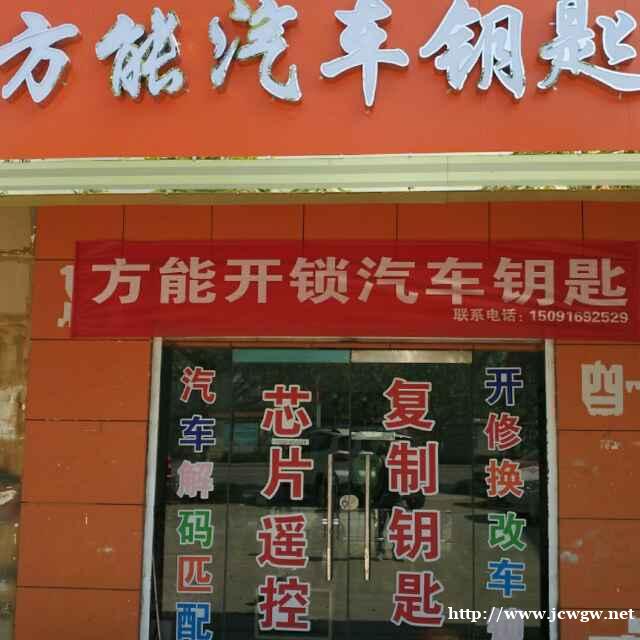 方能汽车钥匙
方能开锁汽车钥匙
联系电话：15091692529
汽车解码匹配
芯片遥控
复制钥匙
开修换改车
四
http://www.jcwgw.net